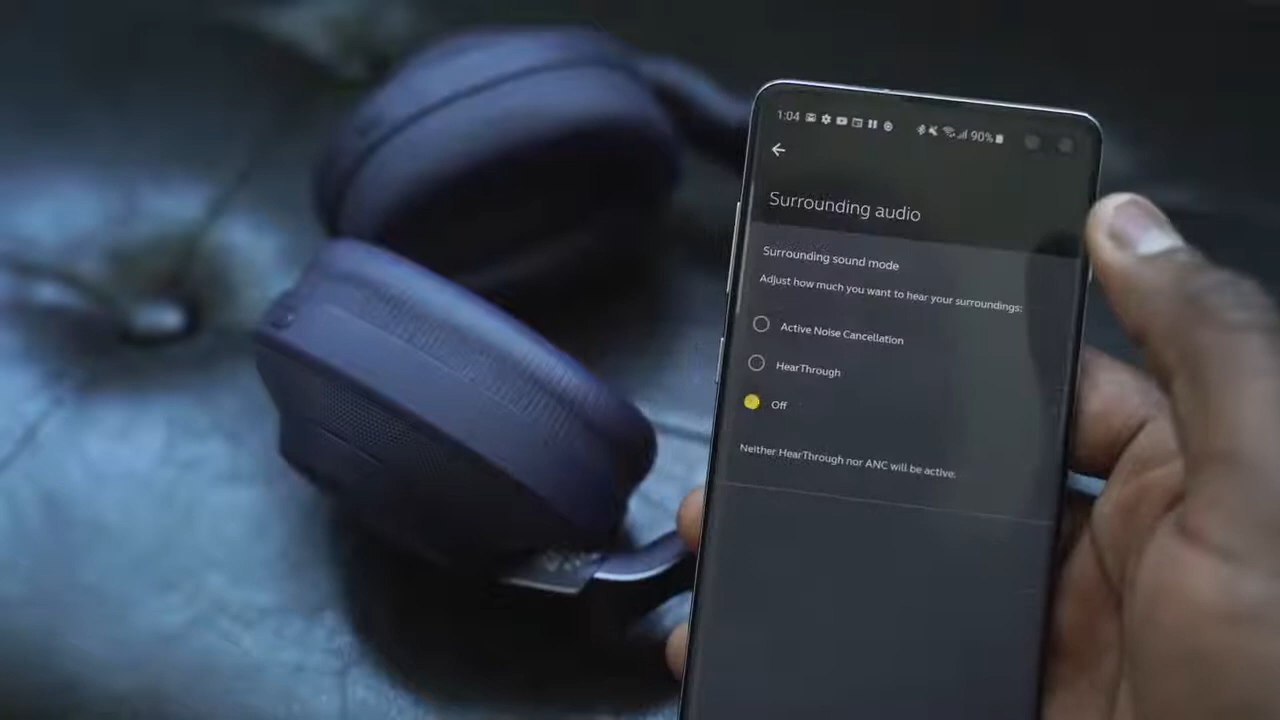 1:04 90%
Surrounding audio
Surrounding sound mode
Adjust how much you want to hear your surroundings:
Active Noise Cancellation
HearThrough
Off
Neither HearThrough nor ANC will be active.